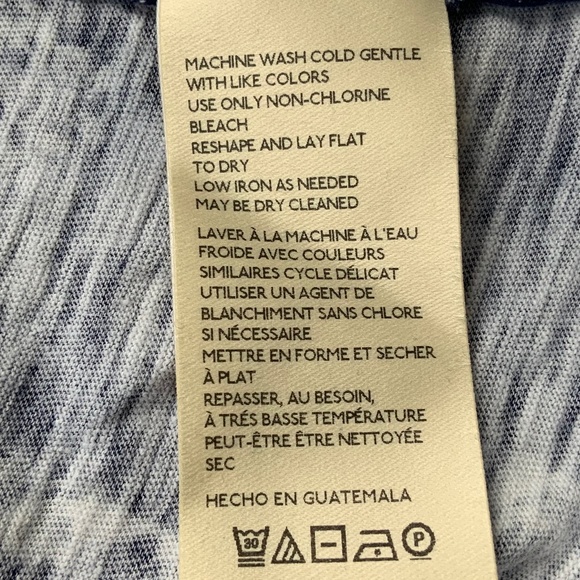 MACHINE WASH COLD GENTLE
WITH LIKE COLORS
USE ONLY NON-CHLORINE
BLEACH
RESHAPE AND LAY FLAT
TO DRY
LOW IRON AS NEEDED
MAY BE DRY CLEANED
LAVER À LA MACHINE À L'EAU
FROIDE AVEC COULEURS
SIMILAIRES CYCLE DÉLICAT
UTILISER UN AGENT DE
BLANCHIMENT SANS CHLORE
SI NÉCESSAIRE
METTRE EN FORME ET SECHER
À PLAT
REPASSER, AU BESOIN,
À TRÉS BASSE TEMPÉRATURE
PEUT-ÊTRE ÊTRE NETTOYÉE
SEC
HECHO EN GUATEMALA
30 P